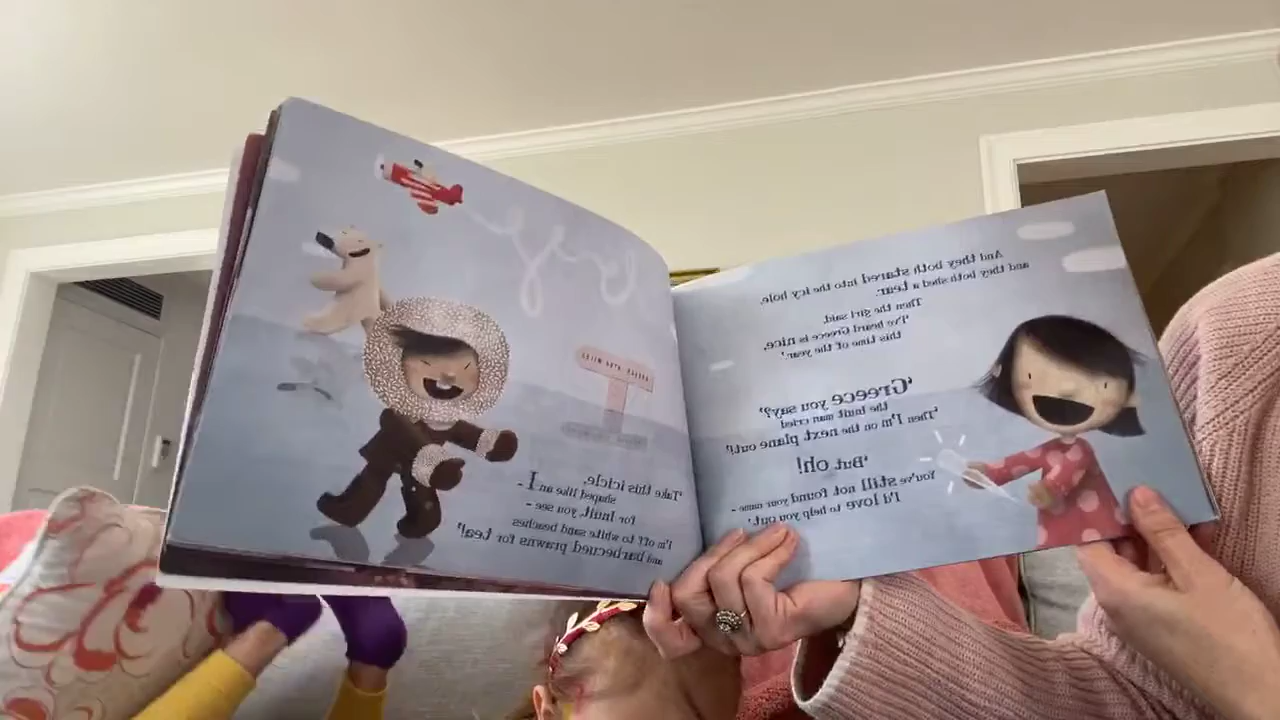 And they both stared into the icy hole,
and they both shed a tear.
Then the girl said,
'I've heard Greece is nice,
this time of the year.'
'Greece you say?'
the Inuit man cried
'Then I'm on the next plane out!'
'But oh!
You've still not found your name -
I'd love to help you out.'
'Take this icicle,
shaped like an I -
for Inuit, you see -
I'm off to white sand beaches
and barbecued prawns for tea!'